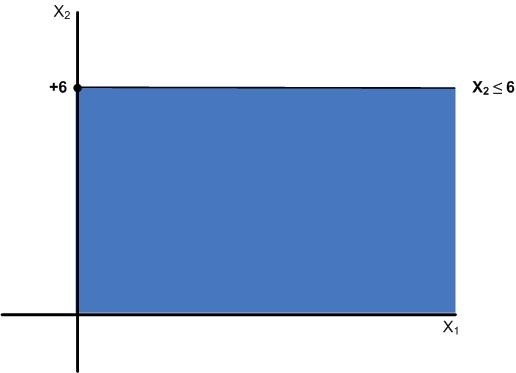 X₂
+6
X₂ ≤ 6
X₁